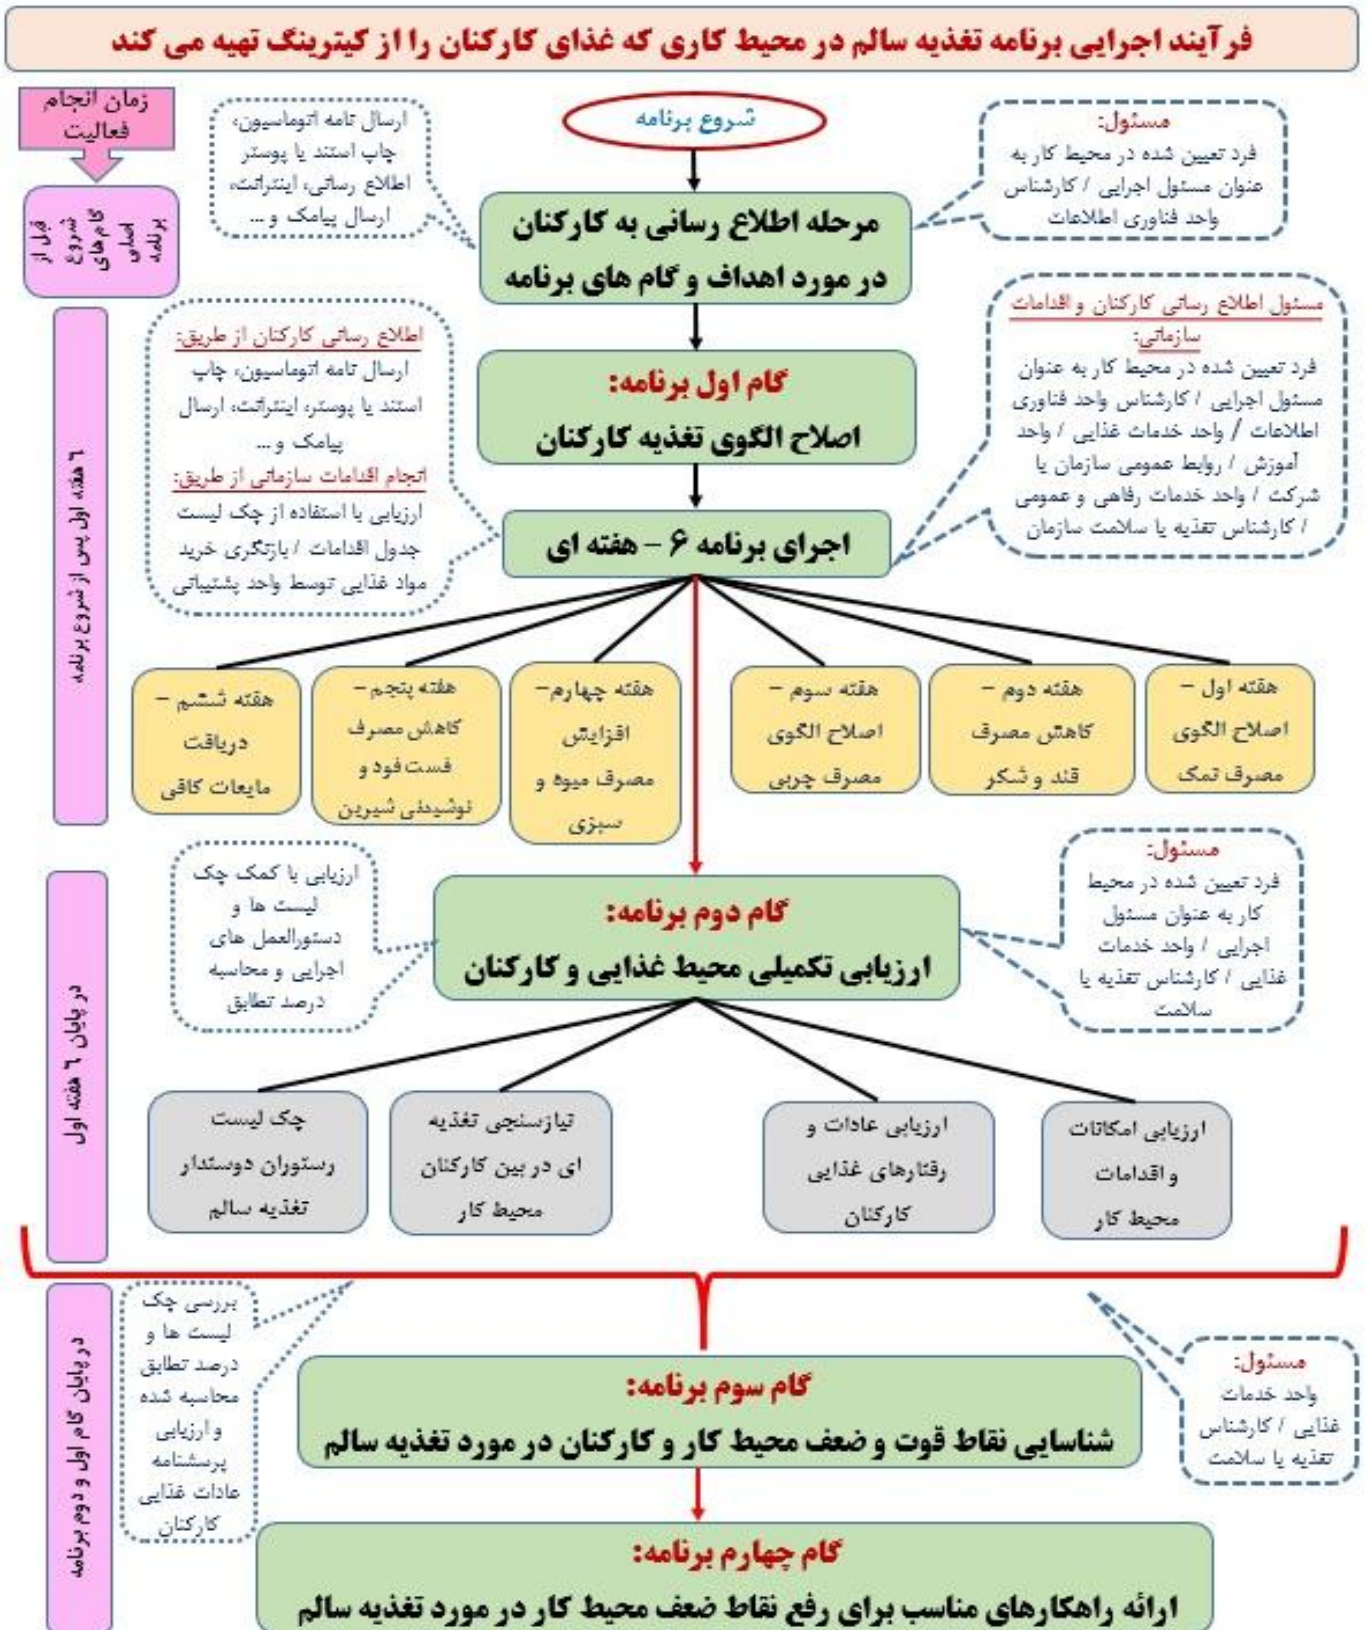 فرآیند اجرایی برنامه تغذیه سالم در محیط کاری که غذای کارکنان را از کیترینگ تهیه می کند
زمان انجام
فعالیت
شروع برنامه
مسئول:
فرد تعیین شده در محیط کار به
عنوان مسئول اجرایی / کارشناس
واحد فناوری اطلاعات
ارسال نامه اتوماسیون،
چاپ استند یا پوستر
اطلاع رسانی، اینترانت،
ارسال پیامک و ...
قبل از
شروع
گام‌های
اصلی
برنامه
مرحله اطلاع رسانی به کارکنان
در مورد اهداف و گام های برنامه
مسئول اطلاع رسانی کارکنان و اقدامات
سازمانی:
فرد تعیین شده در محیط کار به عنوان
مسئول اجرایی / کارشناس واحد فناوری
اطلاعات / واحد خدمات غذایی / واحد
آموزش / روابط عمومی سازمان یا
شرکت / واحد خدمات رفاهی و عمومی
/ کارشناس تغذیه یا سلامت سازمان
گام اول برنامه:
اصلاح الگوی تغذیه کارکنان
اطلاع رسانی کارکنان از طریق:
ارسال نامه اتوماسیون، چاپ
استند یا پوستر، اینترانت، ارسال
پیامک و ...
انجام اقدامات سازمانی از طریق:
ارزیابی با استفاده از چک لیست
جدول اقدامات / بازنگری خرید
مواد غذایی توسط واحد پشتیبانی
۶ هفته اول پس از شروع برنامه
اجرای برنامه ۶ – هفته ای
هفته اول –
اصلاح الگوی
مصرف نمک
هفته دوم –
کاهش مصرف
قند و شکر
هفته سوم –
اصلاح الگوی
مصرف چربی
هفته چهارم–
افزایش
مصرف میوه و
سبزی
هفته پنجم–
کاهش مصرف
فست فود و
نوشیدنی شیرین
هفته ششم –
دریافت
مایعات کافی
در پایان ۶ هفته اول
گام دوم برنامه:
ارزیابی تکمیلی محیط غذایی و کارکنان
مسئول:
فرد تعیین شده در محیط
کار به عنوان مسئول
اجرایی / واحد خدمات
غذایی / کارشناس تغذیه یا
سلامت
ارزیابی با کمک چک
لیست ها و
دستورالعمل های
اجرایی و محاسبه
درصد تطابق
ارزیابی امکانات
و اقدامات
محیط کار
ارزیابی عادات و
رفتارهای غذایی
کارکنان
نیازسنجی تغذیه
ای در بین کارکنان
محیط کار
چک لیست
رستوران دوستدار
تغذیه سالم
در پایان گام اول و دوم برنامه
گام سوم برنامه:
شناسایی نقاط قوت و ضعف محیط کار و کارکنان در مورد تغذیه سالم
مسئول:
واحد خدمات
غذایی / کارشناس
تغذیه یا سلامت
بررسی چک
لیست ها و
درصد تطابق
محاسبه شده
و ارزیابی
پرسشنامه
عادات غذایی
کارکنان
گام چهارم برنامه:
ارائه راهکارهای مناسب برای رفع نقاط ضعف محیط کار در مورد تغذیه سالم